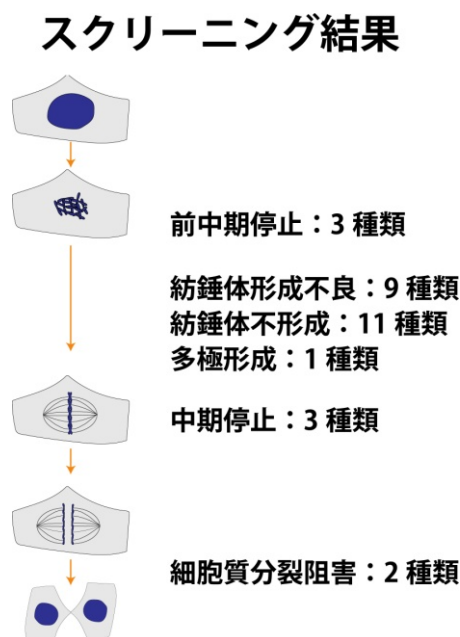 スクリーニング結果
前中期停止：3 種類
紡錘体形成不良：9 種類
紡錘体不形成：11 種類
多極形成：1 種類
中期停止：3 種類
細胞質分裂阻害：2 種類